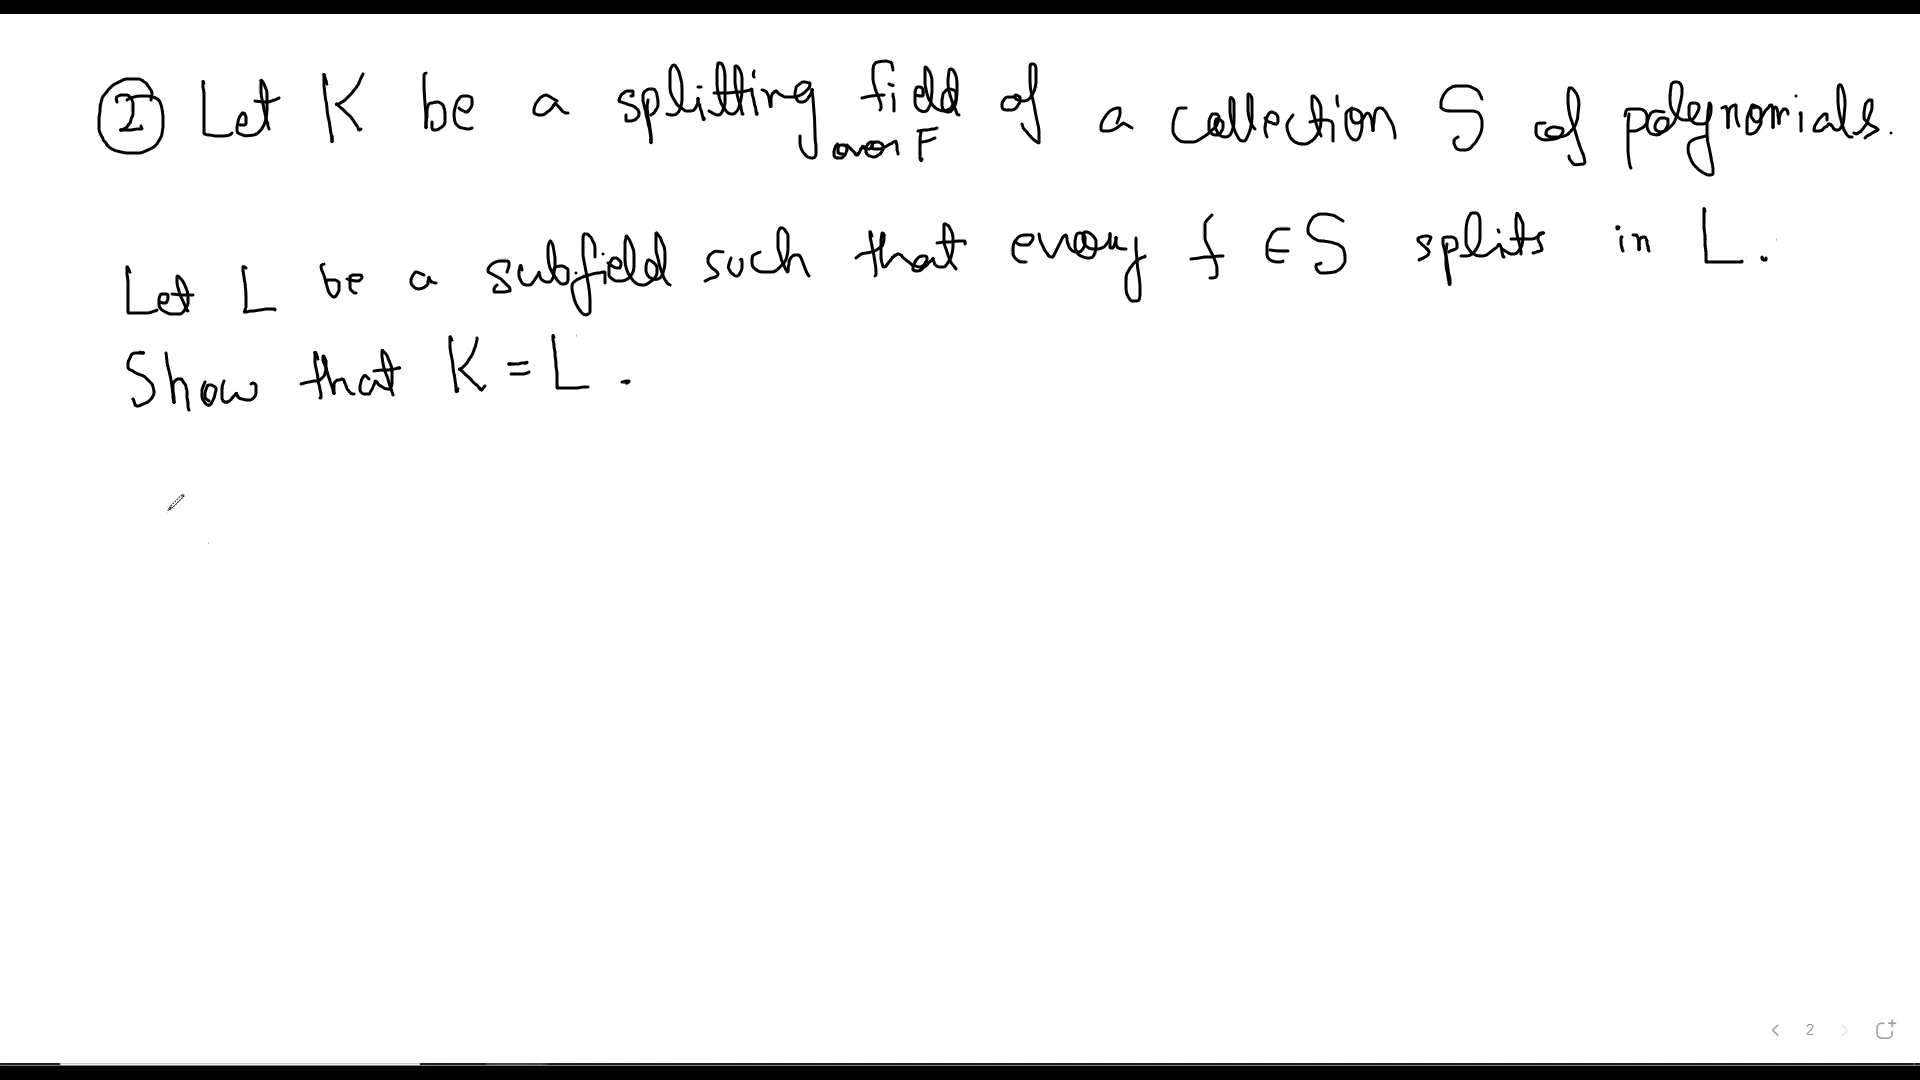 ② Let K be a splitting field of a collection S of polynomials.
over F
Let L be a subfield such that every f ∈ S splits in L.
Show that K = L.
2